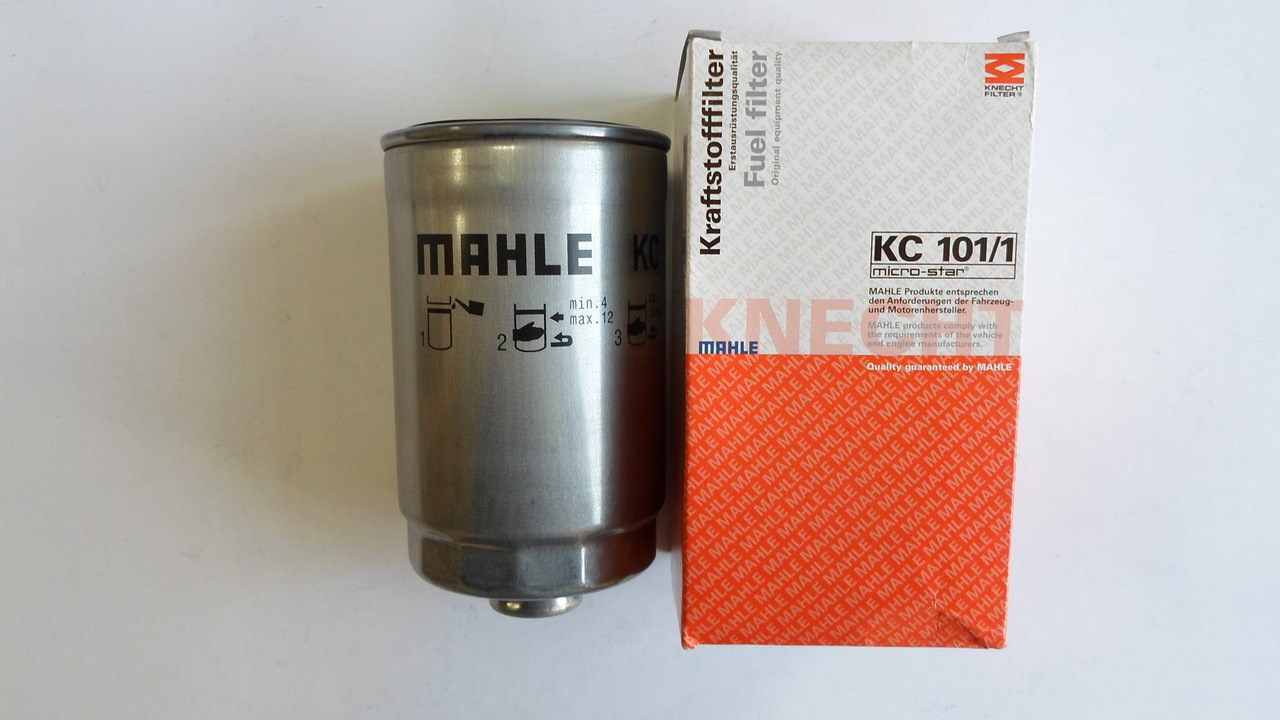 MAHLE KC
min.4
max.12
1
2
3
Kraftstofffilter
Erstausrüstungsqualität
Fuel filter
Original equipment quality
KNECHT
FILTER®
KC 101/1
micro-star®
MAHLE Produkte entsprechen
den Anforderungen der Fahrzeug-
und Motorenhersteller.
MAHLE products comply with
the requirements of the vehicle
and engine manufacturers.
KNECHT
MAHLE
Quality guaranteed by MAHLE